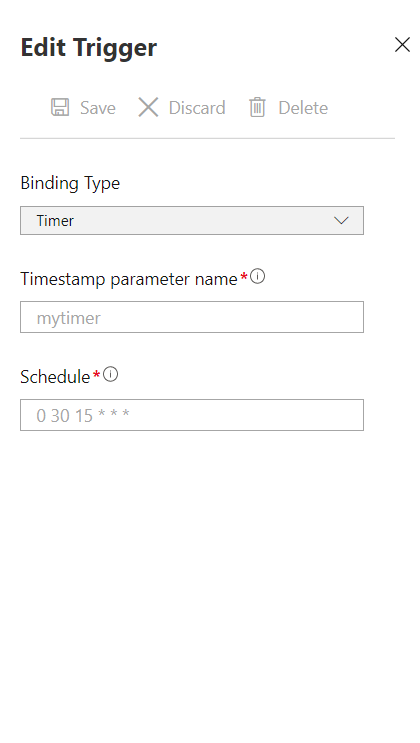 Edit Trigger
Save Discard Delete
Binding Type
Timer
Timestamp parameter name*
mytimer
Schedule*
0 30 15 * * *